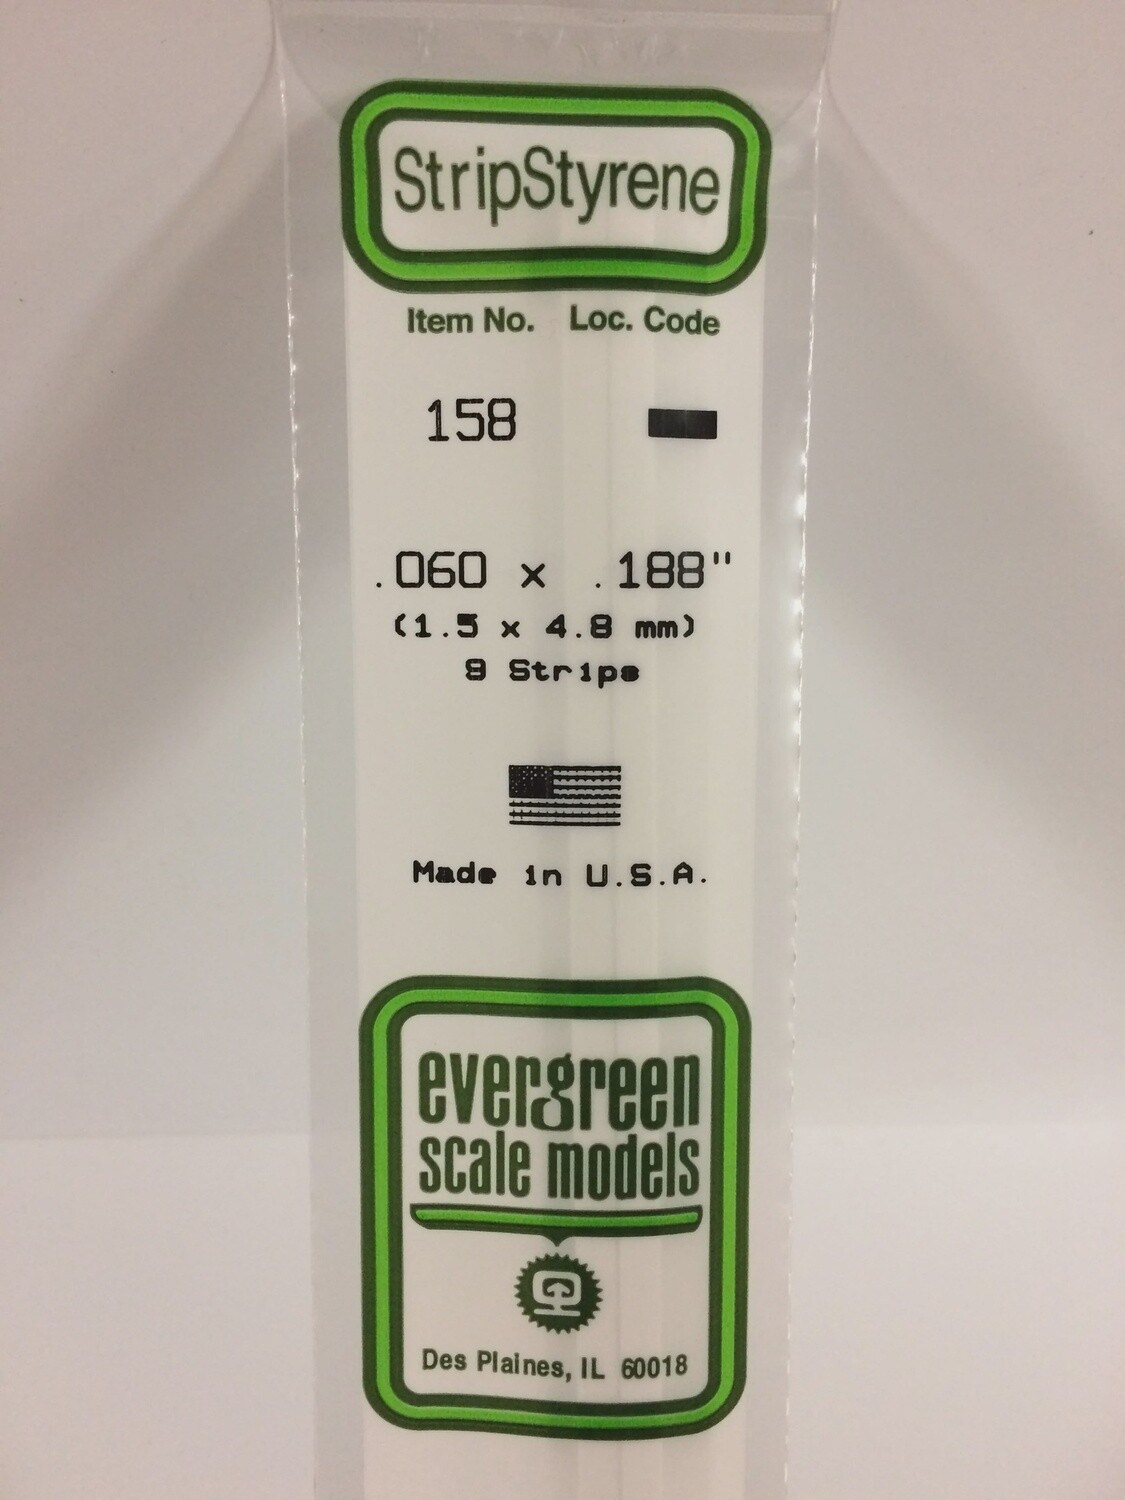 StripStyrene
Item No. Loc. Code
158
.060 x .188"
(1.5 x 4.8 mm)
9 Strips
Made in U.S.A.
evergreen
scale models
Des Plaines, IL 60018